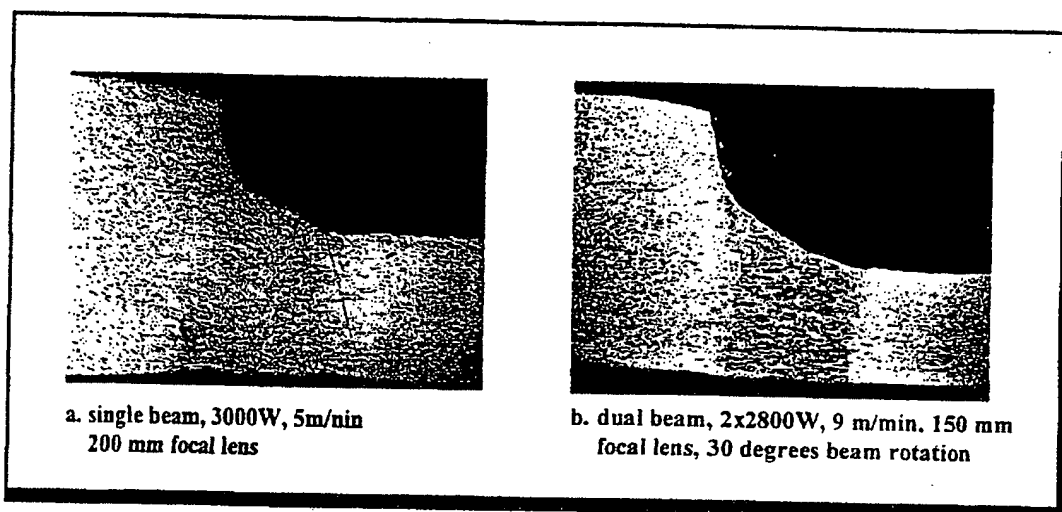 a. single beam, 3000W, 5m/nin
200 mm focal lens
b. dual beam, 2x2800W, 9 m/min. 150 mm
focal lens, 30 degrees beam rotation